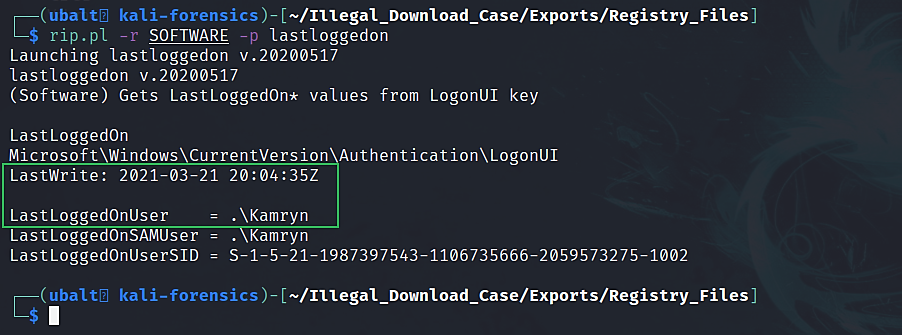 ┌──(ubalt㉿ kali-forensics)-[~/Illegal_Download_Case/Exports/Registry_Files]
└─$ rip.pl -r SOFTWARE -p lastloggedon
Launching lastloggedon v.20200517
lastloggedon v.20200517
(Software) Gets LastLoggedOn* values from LogonUI key
LastLoggedOn
Microsoft\Windows\CurrentVersion\Authentication\LogonUI
LastWrite: 2021-03-21 20:04:35Z
LastLoggedOnUser    = .\Kamryn
LastLoggedOnSAMUser = .\Kamryn
LastLoggedOnUserSID = S-1-5-21-1987397543-1106735666-2059573275-1002
┌──(ubalt㉿ kali-forensics)-[~/Illegal_Download_Case/Exports/Registry_Files]
└─$